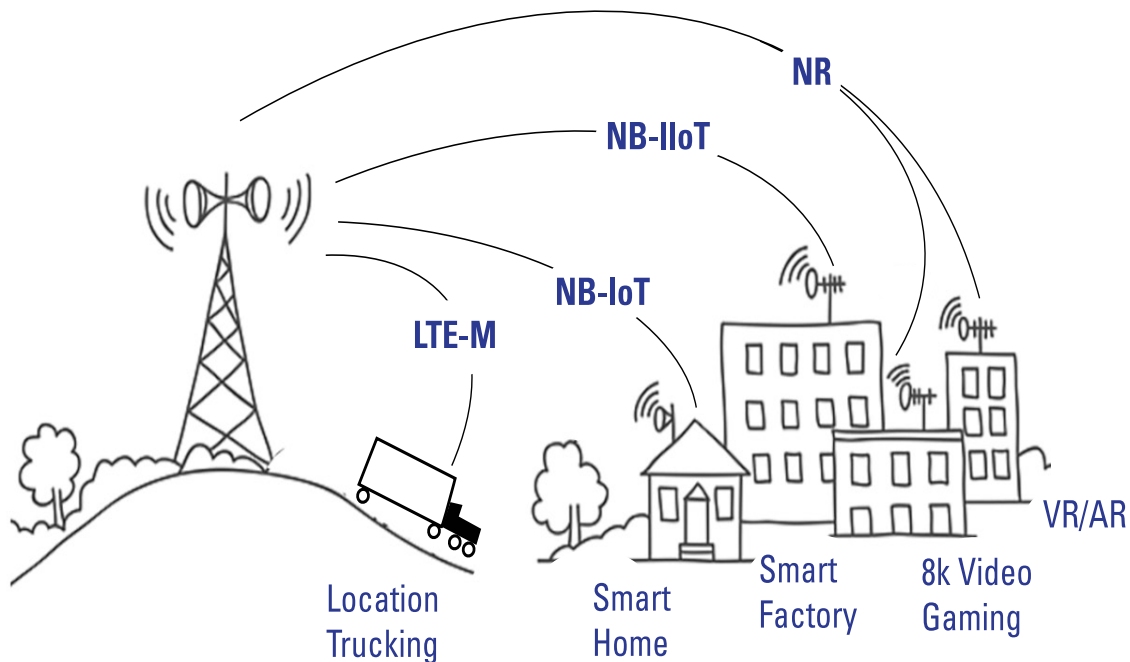 NR
NB-IIoT
NB-IoT
LTE-M
Location
Trucking
Smart
Home
Smart
Factory
8k Video
Gaming
VR/AR